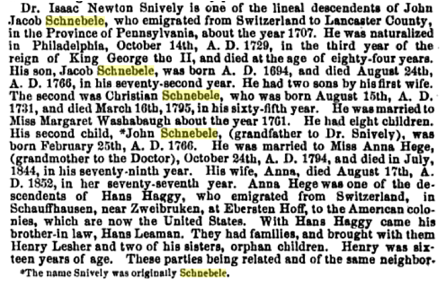 Dr. Isaac Newton Snively is one of the lineal descendents of John
Jacob Schnebele, who emigrated from Switzerland to Lancaster County,
in the Province of Pennsylvania, about the year 1707. He was naturalized
in Philadelphia, October 14th, A. D. 1729, in the third year of the
reign of King George the II, and died at the age of eighty-four years.
His son, Jacob Schnebele, was born A. D. 1694, and died August 24th,
A. D. 1766, in his seventy-second year. He had two sons by his first wife.
The second was Christian Schnebele, who was born August 15th, A. D.
1731, and died March 16th, 1795, in his sixty-fifth year. He was married to
Miss Margaret Washabaugh about the year 1761. He had eight children.
His second child, *John Schnebele, (grandfather to Dr. Snively), was
born February 25th, A. D. 1766. He was married to Miss Anna Hege,
(grandmother to the Doctor), October 24th, A. D. 1794, and died in July,
1844, in his seventy-ninth year. His wife, Anna, died August 17th, A.
D. 1852, in her seventy-seventh year. Anna Hege was one of the de-
scendents of Hans Haggy, who emigrated from Switzerland, in
Schauffhausen, near Zweibruken, at Ebersten Hoff, to the American colo-
nies, which are now the United States. With Hans Haggy came his
brother-in law, Hans Leaman. They had families, and brought with them
Henry Lesher and two of his sisters, orphan children. Henry was six-
teen years of age. These parties being related and of the same neighbor-
*The name Snively was originally Schnebele.